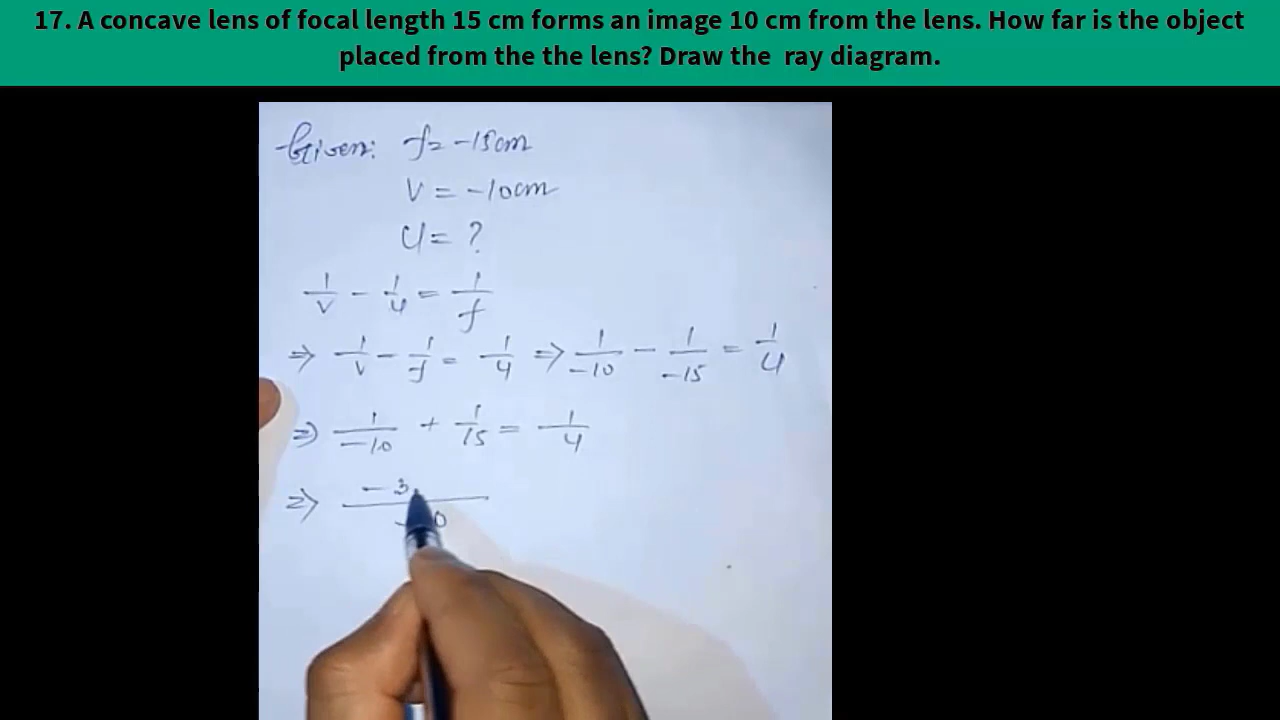 17. A concave lens of focal length 15 cm forms an image 10 cm from the lens. How far is the object
placed from the the lens? Draw the ray diagram.
Given: f= -15cm
V = -10cm
u= ?
1/v - 1/u = 1/f
⇒ 1/v - 1/f = 1/u ⇒ 1/-10 - 1/-15 = 1/u
⇒ 1/-10 + 1/15 = 1/u
⇒ -3